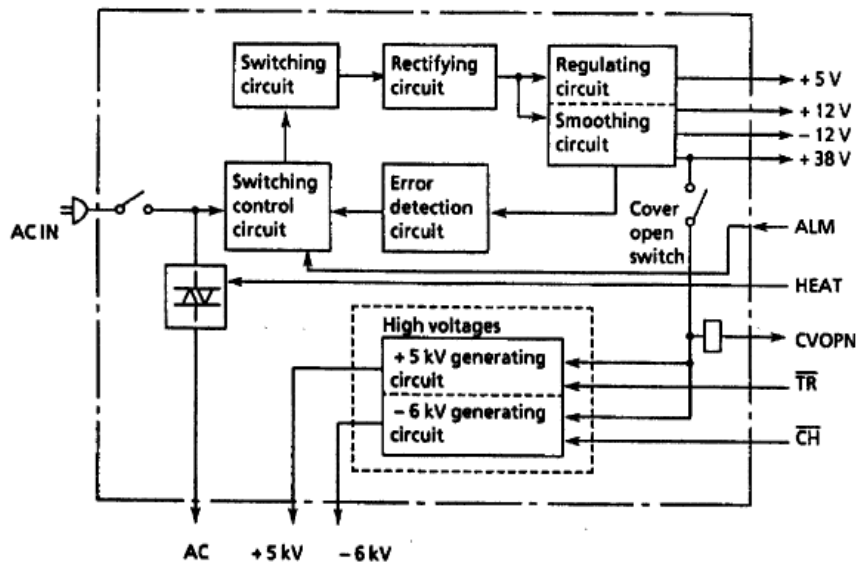 Switching
circuit
Rectifying
circuit
Regulating
circuit
Smoothing
circuit
+ 5 V
+ 12 V
– 12 V
+ 38 V
AC IN
Switching
control
circuit
Error
detection
circuit
Cover
open
switch
ALM
HEAT
CVOPN
T̅R̅
C̅H̅
High voltages
+ 5 kV generating
circuit
– 6 kV generating
circuit
AC
+ 5 kV
– 6 kV